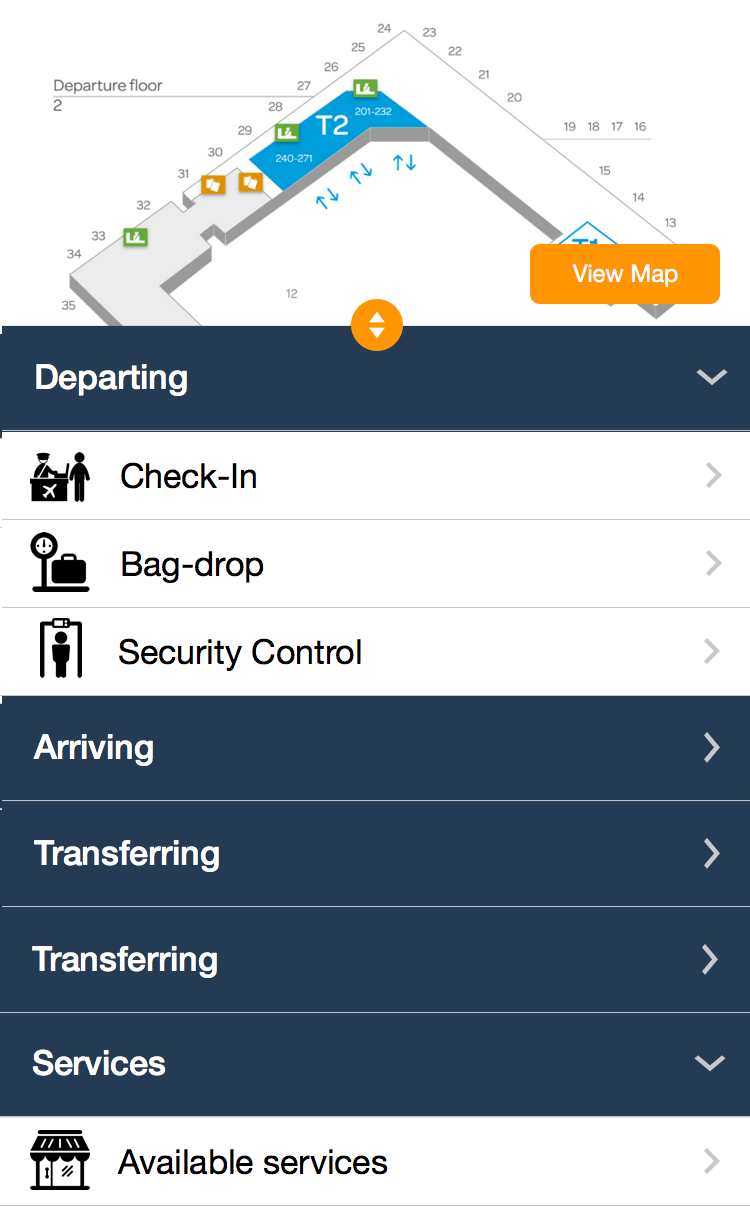 24
23
25
22
26
21
Departure floor
27
20
2
28
201-232
T2
19 18 17 16
29
30
240-271
15
31
14
32
13
33
T1
34
View Map
12
35
Departing
Check-In
Bag-drop
Security Control
Arriving
Transferring
Transferring
Services
Available services